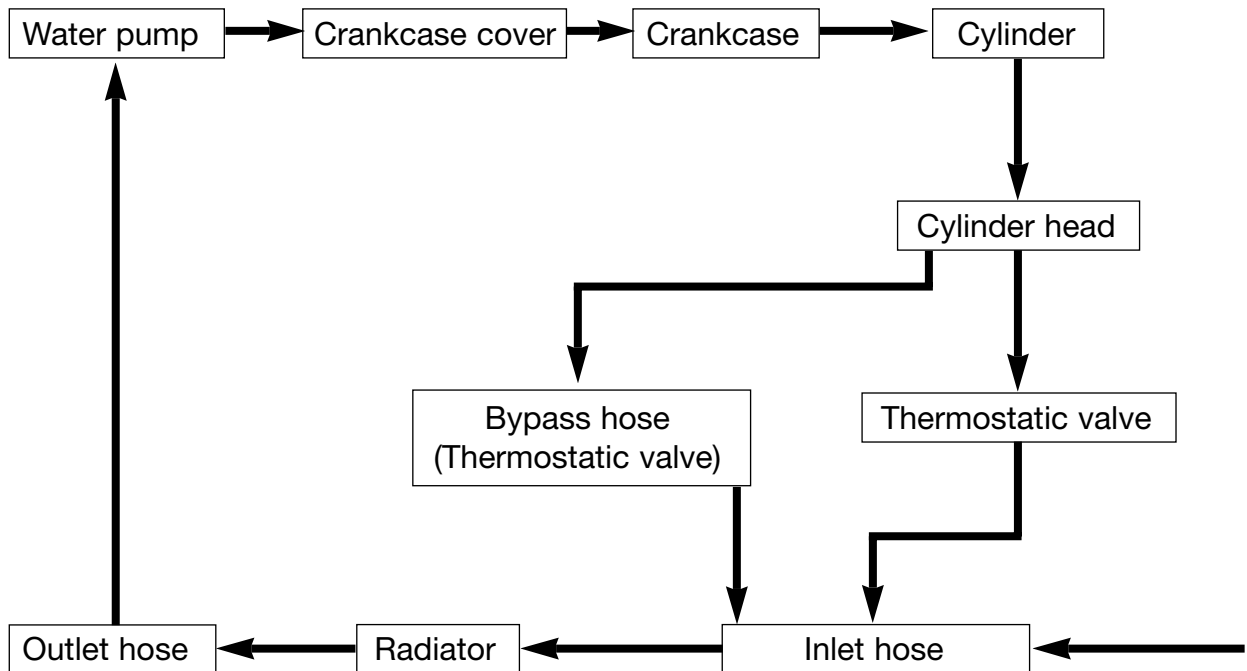 Water pump
Crankcase cover
Crankcase
Cylinder
Cylinder head
Bypass hose
(Thermostatic valve)
Thermostatic valve
Outlet hose
Radiator
Inlet hose